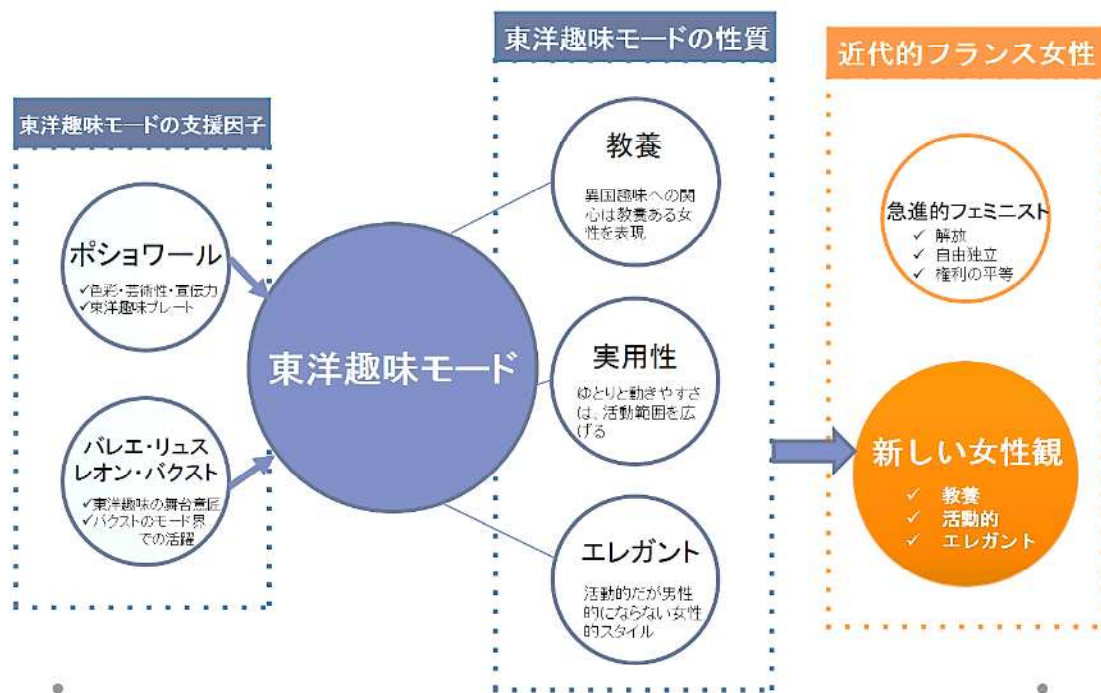 東洋趣味モードの支援因子
ポショワール
✓色彩・芸術性・宣伝力
✓東洋趣味プレート
バレエ・リュス
レオン・バクスト
✓東洋趣味の舞台意匠
✓バクストのモード界
での活躍
東洋趣味モード
東洋趣味モードの性質
教養
異国趣味への関
心は教養ある女
性を表現
実用性
ゆとりと動きやすさ
は、活動範囲を広
げる
エレガント
活動的だが男性
的にならない女性
的スタイル
近代的フランス女性
急進的フェミニスト
✓ 解放
✓ 自由独立
✓ 権利の平等
新しい女性観
✓ 教養
✓ 活動的
✓ エレガント